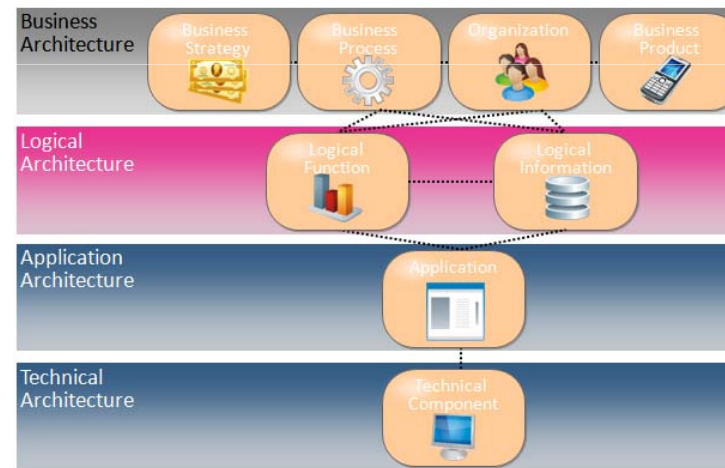 Business
Architecture
Business
Strategy
Business
Process
Organization
Business
Product
Logical
Architecture
Logical
Function
Logical
Information
Application
Architecture
Application
Technical
Architecture
Technical
Component